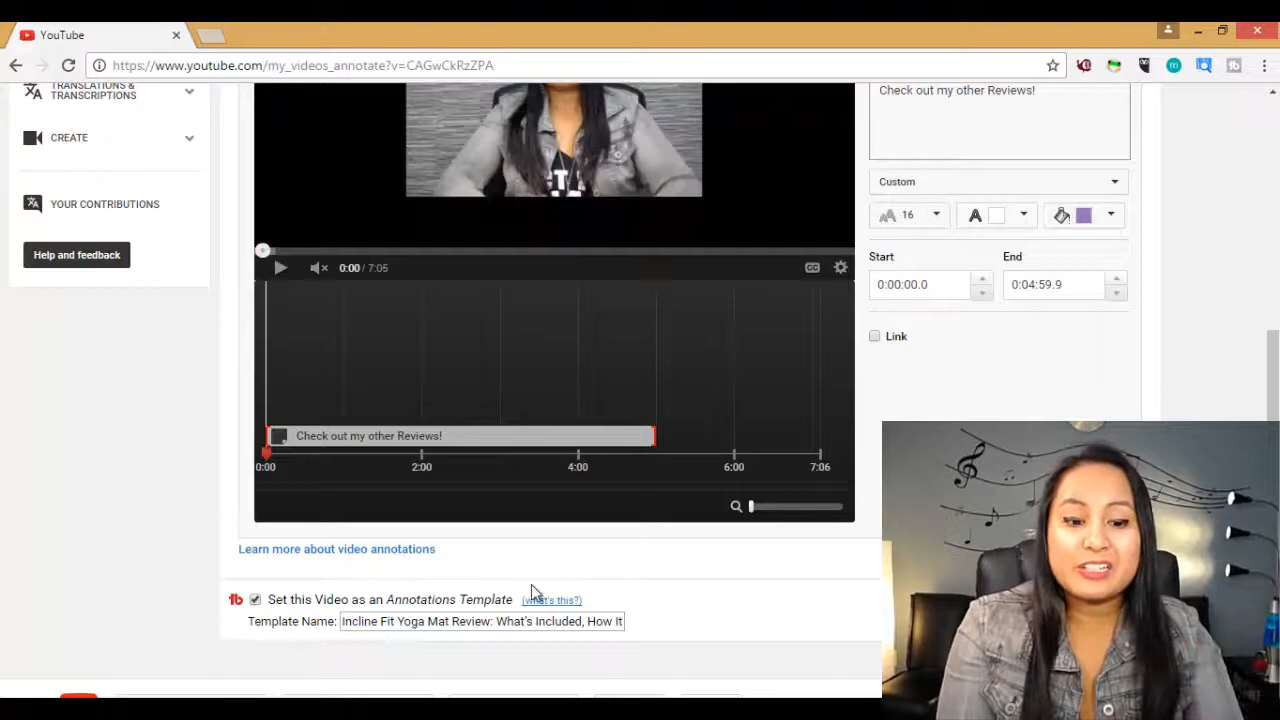 YouTube
https://www.youtube.com/my_videos_annotate?v=CAGwCkRzZPA
TRANSLATIONS &
TRANSCRIPTIONS
CREATE
YOUR CONTRIBUTIONS
Help and feedback
0:00 / 7:05
CC
Check out my other Reviews!
0:00
2:00
4:00
6:00
7:06
Learn more about video annotations
tb Set this Video as an Annotations Template (what's this?)
Template Name: Incline Fit Yoga Mat Review: What's Included, How It
Check out my other Reviews!
Custom
AA 16 A
Start End
0:00:00.0 0:04:59.9
Link